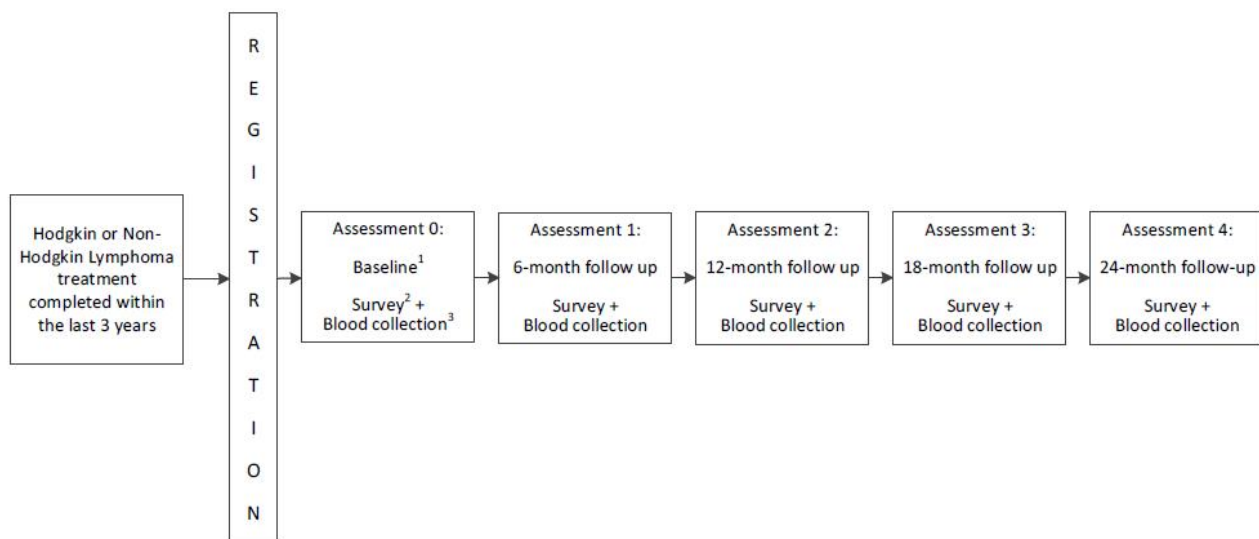 Hodgkin or Non-
Hodgkin Lymphoma
treatment
completed within
the last 3 years
R
E
G
I
S
T
R
A
T
I
O
N
Assessment 0:
Baseline¹
Survey² +
Blood collection³
Assessment 1:
6-month follow up
Survey +
Blood collection
Assessment 2:
12-month follow up
Survey +
Blood collection
Assessment 3:
18-month follow up
Survey +
Blood collection
Assessment 4:
24-month follow-up
Survey +
Blood collection